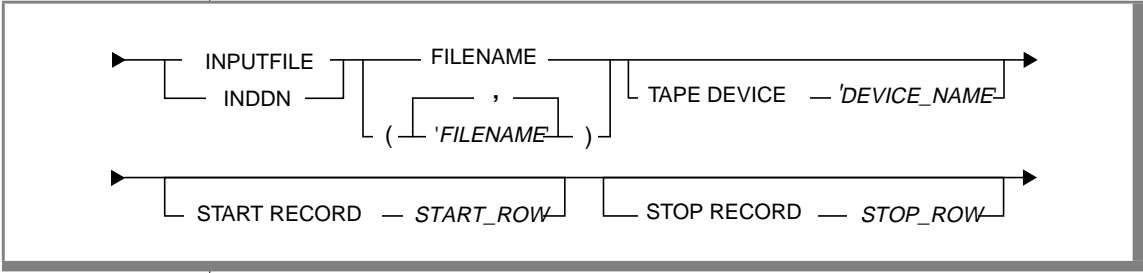 INPUTFILE FILENAME
INDDN , TAPE DEVICE 'DEVICE_NAME'
( 'FILENAME' )
START RECORD START_ROW STOP RECORD STOP_ROW